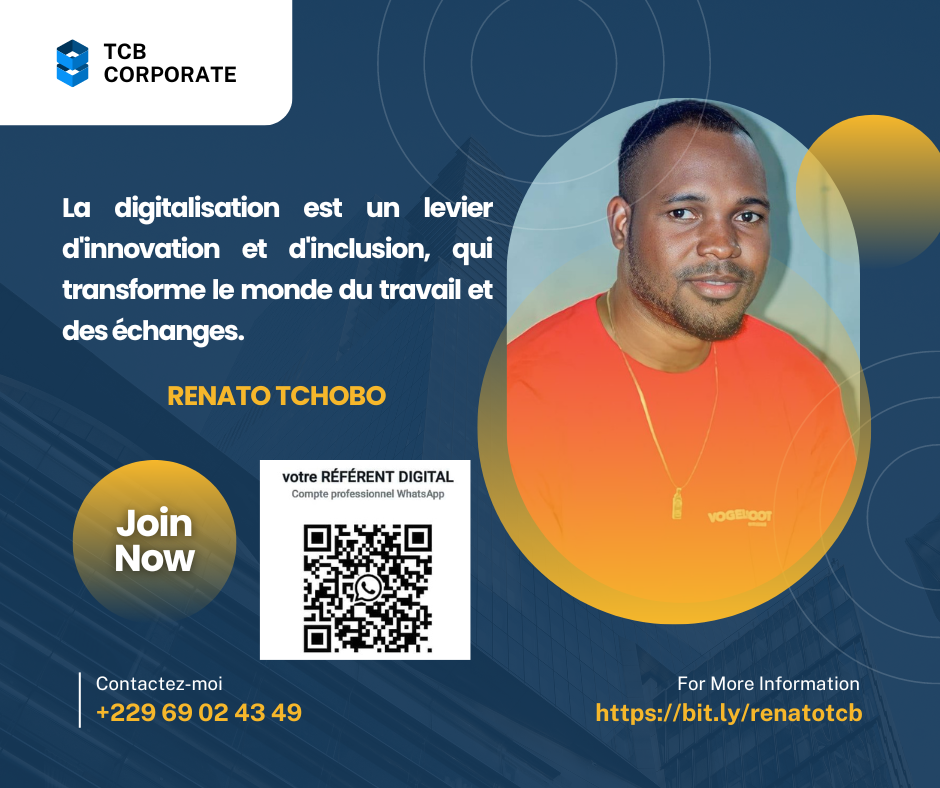 TCB
CORPORATE
La digitalisation est un levier
d'innovation et d'inclusion, qui
transforme le monde du travail et
des échanges.
RENATO TCHOBO
Join
Now
votre RÉFÉRENT DIGITAL
Compte professionnel WhatsApp
Contactez-moi
+229 69 02 43 49
For More Information
https://bit.ly/renatotcb